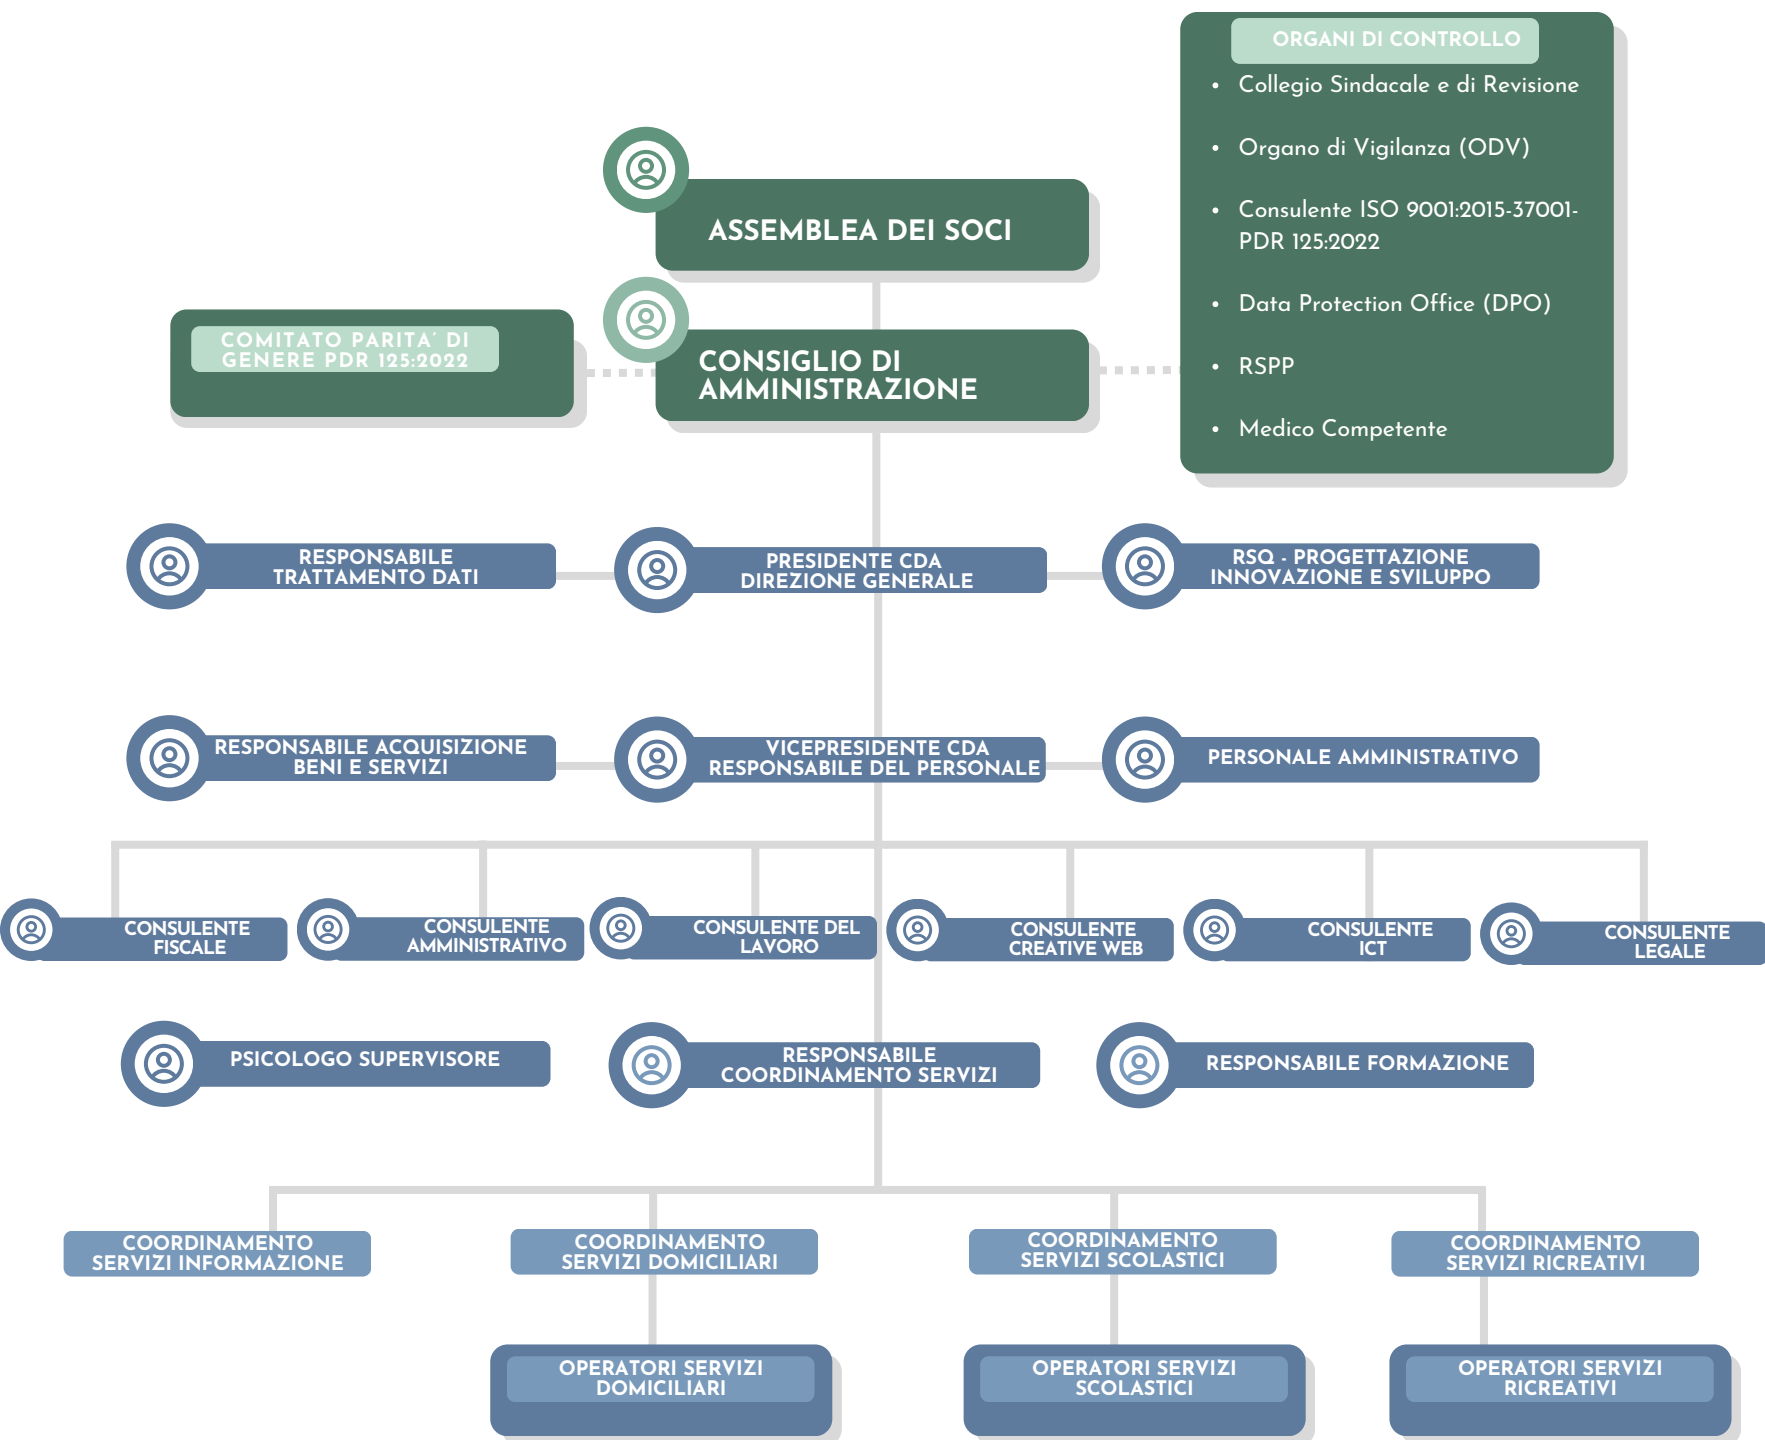 ORGANI DI CONTROLLO
• Collegio Sindacale e di Revisione
• Organo di Vigilanza (ODV)
• Consulente ISO 9001:2015-37001-
PDR 125:2022
• Data Protection Office (DPO)
• RSPP
• Medico Competente
ASSEMBLEA DEI SOCI
COMITATO PARITA' DI
GENERE PDR 125:2022
CONSIGLIO DI
AMMINISTRAZIONE
RESPONSABILE
TRATTAMENTO DATI
PRESIDENTE CDA
DIREZIONE GENERALE
RSQ - PROGETTAZIONE
INNOVAZIONE E SVILUPPO
RESPONSABILE ACQUISIZIONE
BENI E SERVIZI
VICEPRESIDENTE CDA
RESPONSABILE DEL PERSONALE
PERSONALE AMMINISTRATIVO
CONSULENTE
FISCALE
CONSULENTE
AMMINISTRATIVO
CONSULENTE DEL
LAVORO
CONSULENTE
CREATIVE WEB
CONSULENTE
ICT
CONSULENTE
LEGALE
PSICOLOGO SUPERVISORE
RESPONSABILE
COORDINAMENTO SERVIZI
RESPONSABILE FORMAZIONE
COORDINAMENTO
SERVIZI INFORMAZIONE
COORDINAMENTO
SERVIZI DOMICILIARI
COORDINAMENTO
SERVIZI SCOLASTICI
COORDINAMENTO
SERVIZI RICREATIVI
OPERATORI SERVIZI
DOMICILIARI
OPERATORI SERVIZI
SCOLASTICI
OPERATORI SERVIZI
RICREATIVI